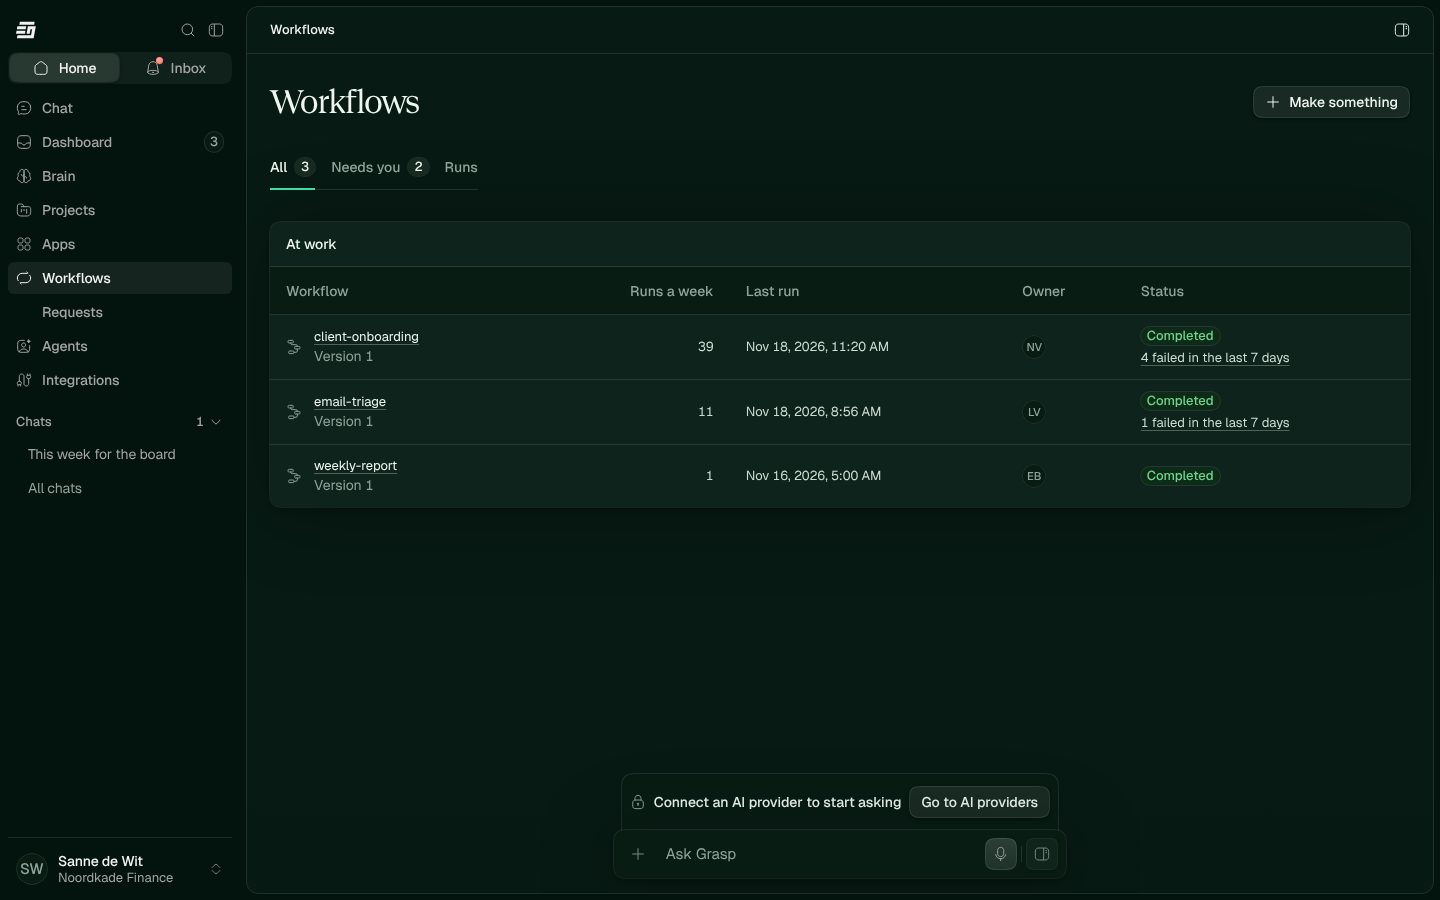 Home
Inbox
Chat
Dashboard
3
Brain
Projects
Apps
Workflows
Requests
Agents
Integrations
Chats
1
This week for the board
All chats
SW
Sanne de Wit
Noordkade Finance
Workflows
Workflows
Make something
All 3
Needs you 2
Runs
At work
Workflow
Runs a week
Last run
Owner
Status
client-onboarding
Version 1
39
Nov 18, 2026, 11:20 AM
NV
Completed
4 failed in the last 7 days
email-triage
Version 1
11
Nov 18, 2026, 8:56 AM
LV
Completed
1 failed in the last 7 days
weekly-report
Version 1
1
Nov 16, 2026, 5:00 AM
EB
Completed
Connect an AI provider to start asking
Go to AI providers
Ask Grasp